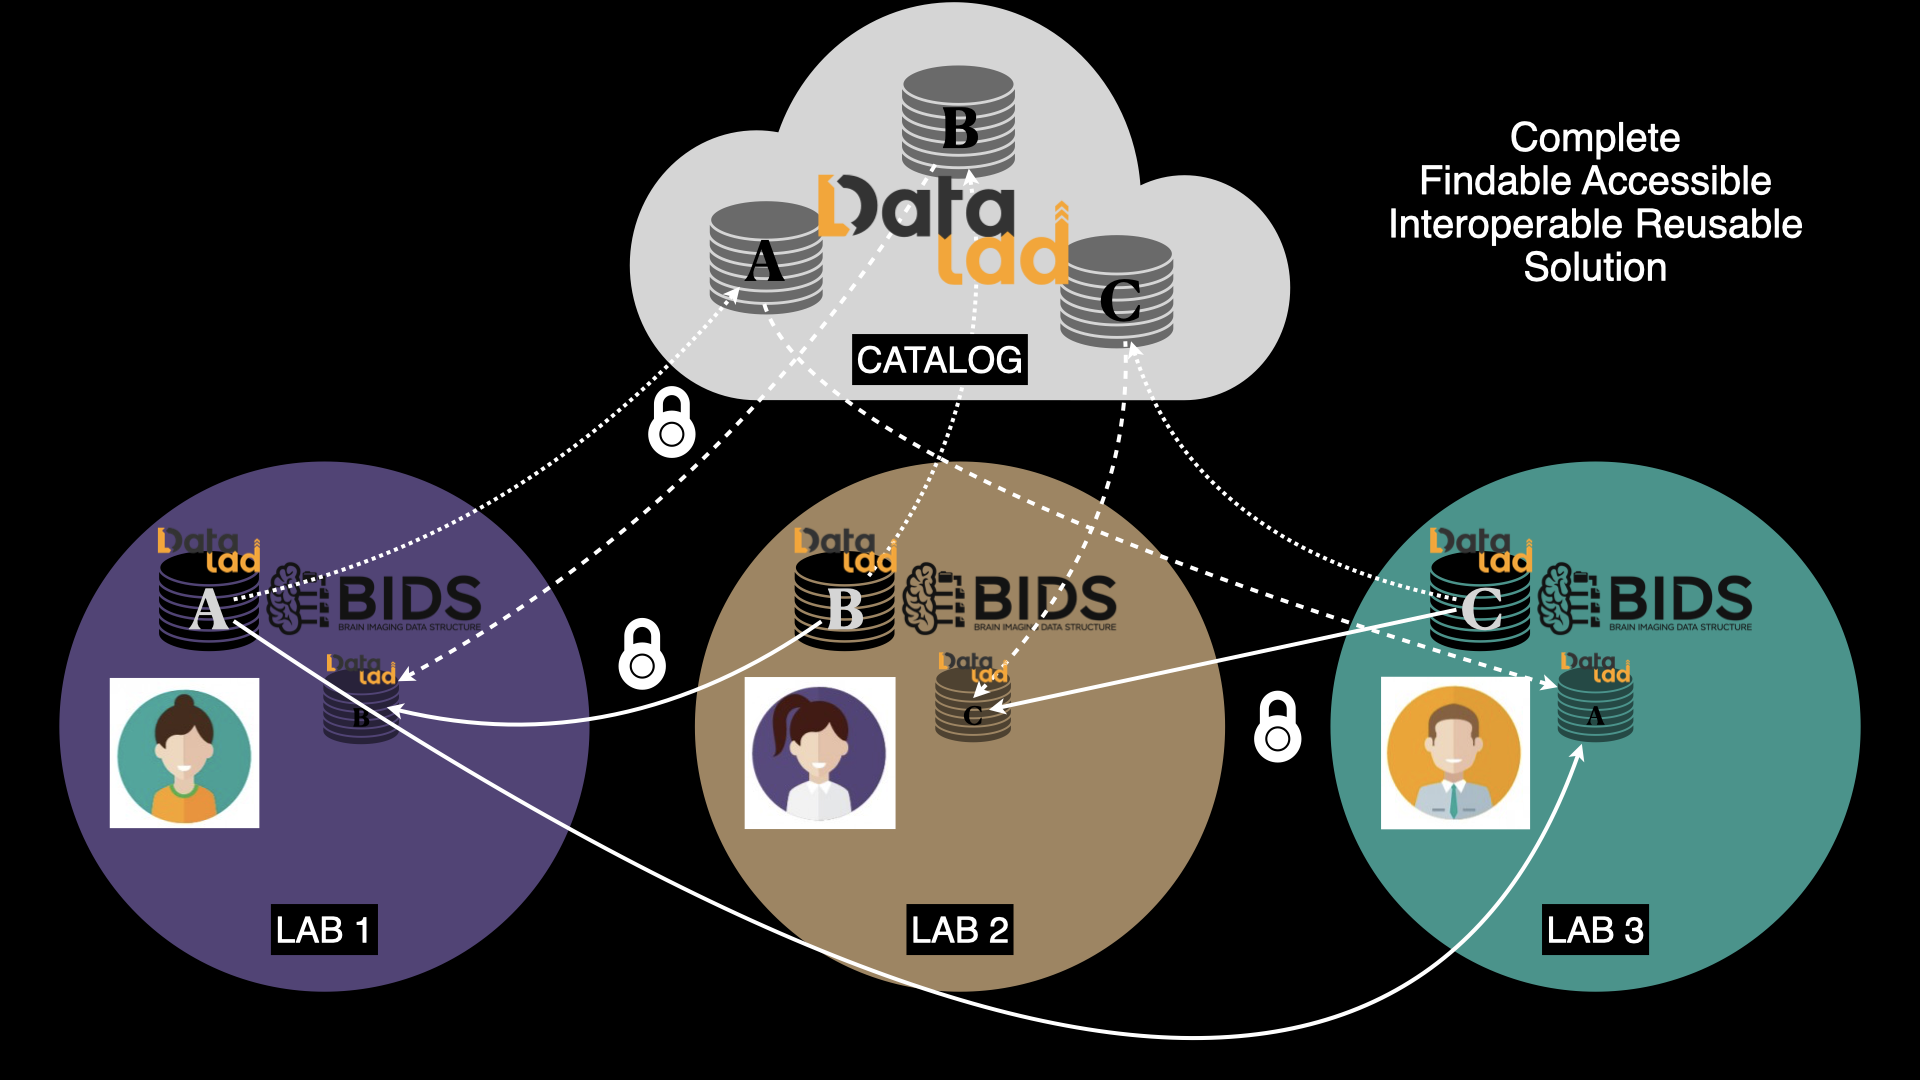 B
Data
lad
A
C
CATALOG
Complete
Findable Accessible
Interoperable Reusable
Solution
Data
lad
A
BIDS
BRAIN IMAGING DATA STRUCTURE
Data
lad
B
LAB 1
Data
lad
B
BIDS
BRAIN IMAGING DATA STRUCTURE
Data
lad
C
LAB 2
Data
lad
C
BIDS
BRAIN IMAGING DATA STRUCTURE
Data
lad
A
LAB 3